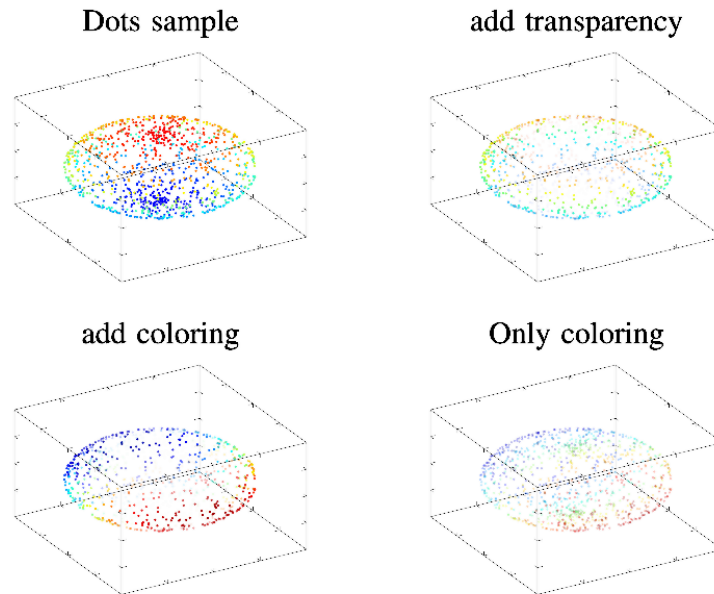 Dots sample
add transparency
add coloring
Only coloring